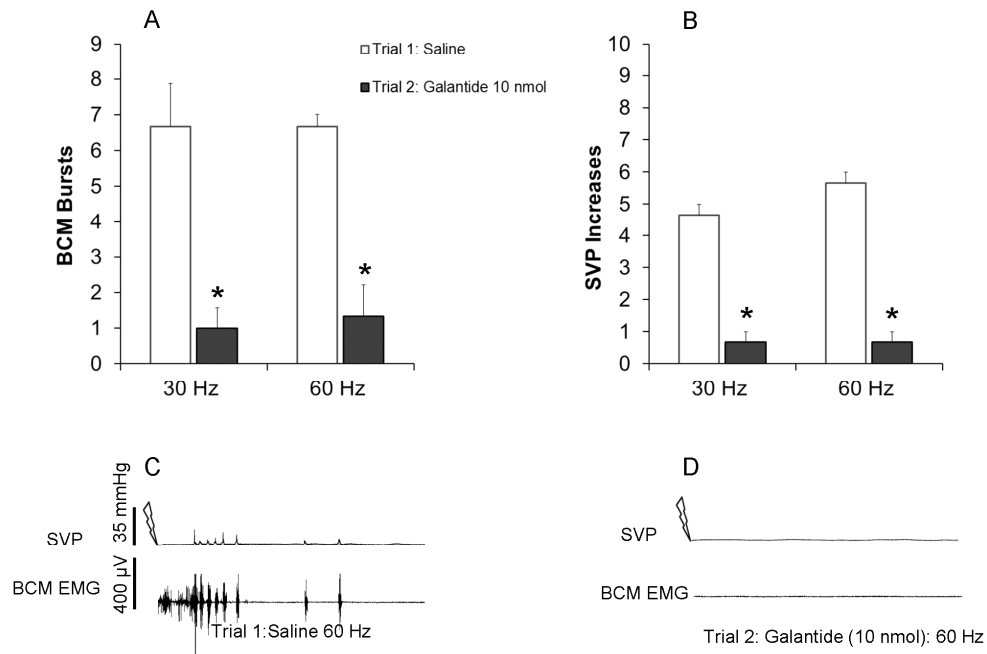 A
BCM Bursts
9
8
7
6
5
4
3
2
1
0
*
*
30 Hz
60 Hz
Trial 1: Saline
Trial 2: Galantide 10 nmol
B
SVP Increases
10
9
8
7
6
5
4
3
2
1
0
*
*
30 Hz
60 Hz
C
35 mmHg
SVP
400 µV
BCM EMG
Trial 1:Saline 60 Hz
D
SVP
BCM EMG
Trial 2: Galantide (10 nmol): 60 Hz